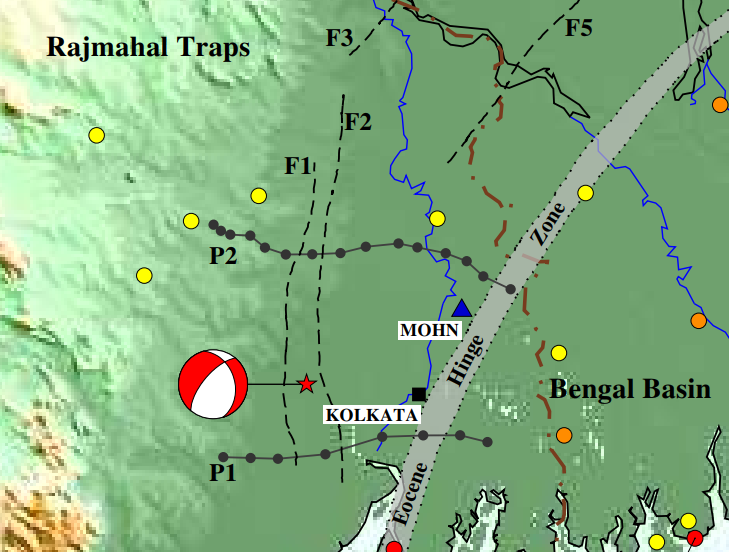 Rajmahal Traps
F3
F5
F2
F1
P2
Zone
MOHN
Hinge
Bengal Basin
KOLKATA
P1
Eocene